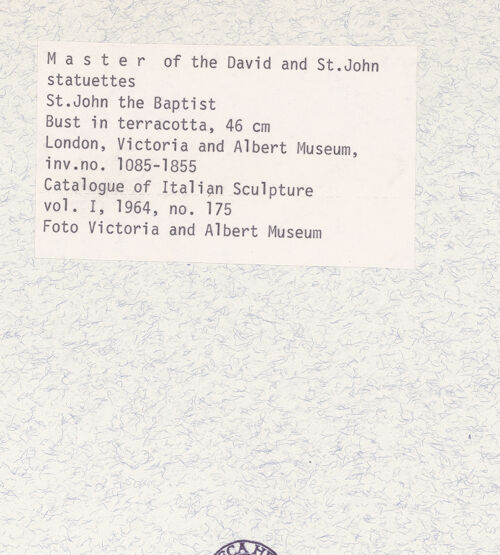 Master of the David and St.John
statuettes
St.John the Baptist
Bust in terracotta, 46 cm
London, Victoria and Albert Museum,
inv.no. 1085-1855
Catalogue of Italian Sculpture
vol. I, 1964, no. 175
Foto Victoria and Albert Museum